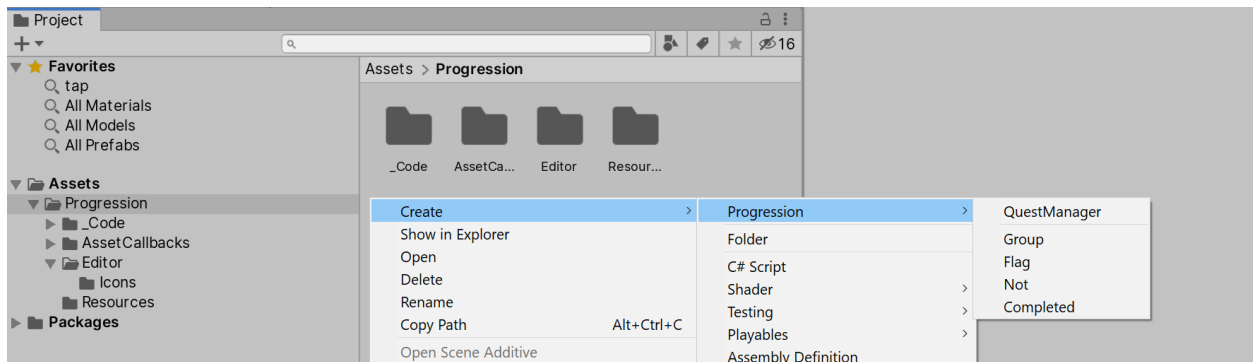 Project
16
Favorites
tap
All Materials
All Models
All Prefabs
Assets
Progression
_Code
AssetCallbacks
Editor
Icons
Resources
Packages
Assets > Progression
_Code AssetCa... Editor Resour...
Create
Show in Explorer
Open
Delete
Rename
Copy Path Alt+Ctrl+C
Open Scene Additive
Progression
Folder
C# Script
Shader
Testing
Playables
Assembly Definition
QuestManager
Group
Flag
Not
Completed